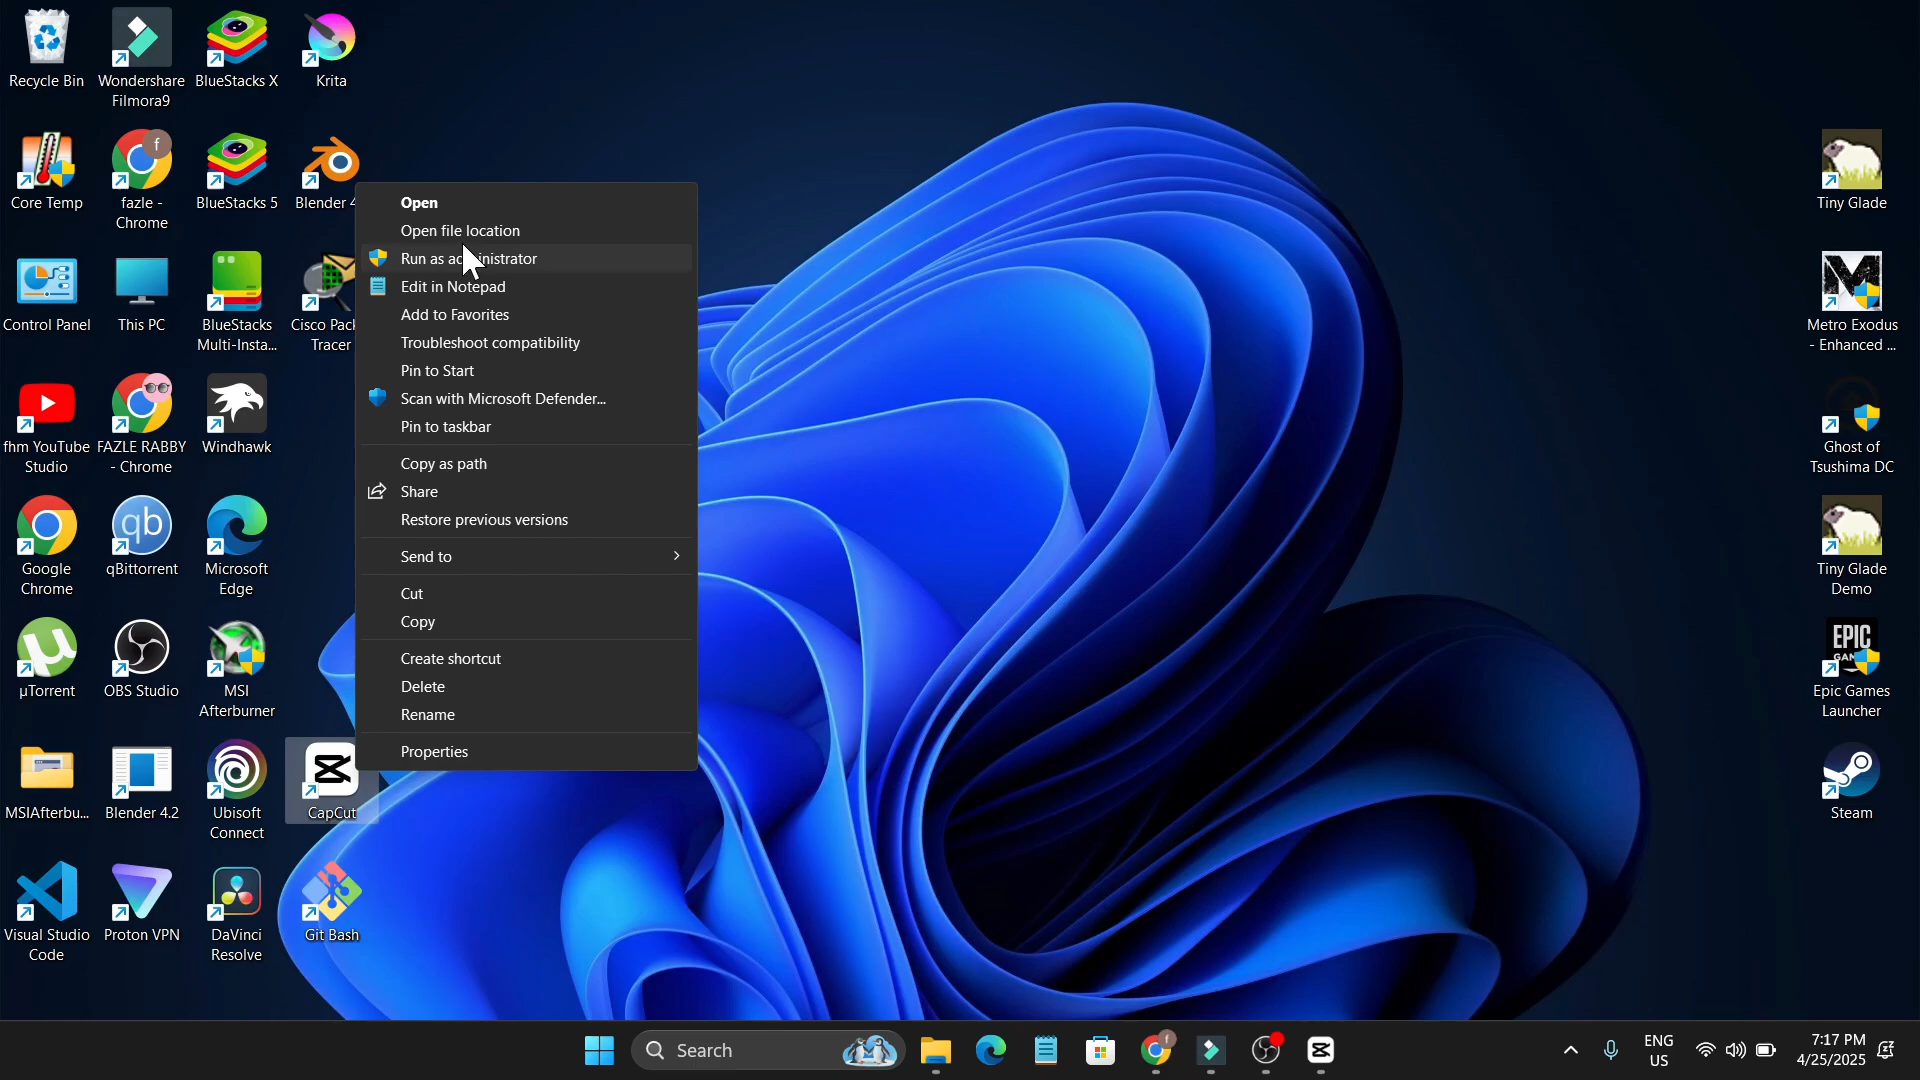 Recycle Bin
Wondershare
Filmora9
BlueStacks X
Krita
Core Temp
f
fazle -
Chrome
BlueStacks 5
Blender 4
Control Panel
This PC
BlueStacks
Multi-Insta...
Cisco Pack
Tracer
fhm YouTube
Studio
FAZLE RABBY
- Chrome
Windhawk
Google
Chrome
qb
qBittorrent
Microsoft
Edge
µTorrent
OBS Studio
MSI
Afterburner
MSIAfterbu...
Blender 4.2
Ubisoft
Connect
CapCut
Visual Studio
Code
Proton VPN
DaVinci
Resolve
Git Bash
Open
Open file location
Run as ad nistrator
Edit in Notepad
Add to Favorites
Troubleshoot compatibility
Pin to Start
Scan with Microsoft Defender...
Pin to taskbar
Copy as path
Share
Restore previous versions
Send to
Cut
Copy
Create shortcut
Delete
Rename
Properties
Tiny Glade
Metro Exodus
- Enhanced ...
Ghost of
Tsushima DC
Tiny Glade
Demo
EPIC
GAM
Epic Games
Launcher
Steam
Search
f
ENG
US
7:17 PM
4/25/2025